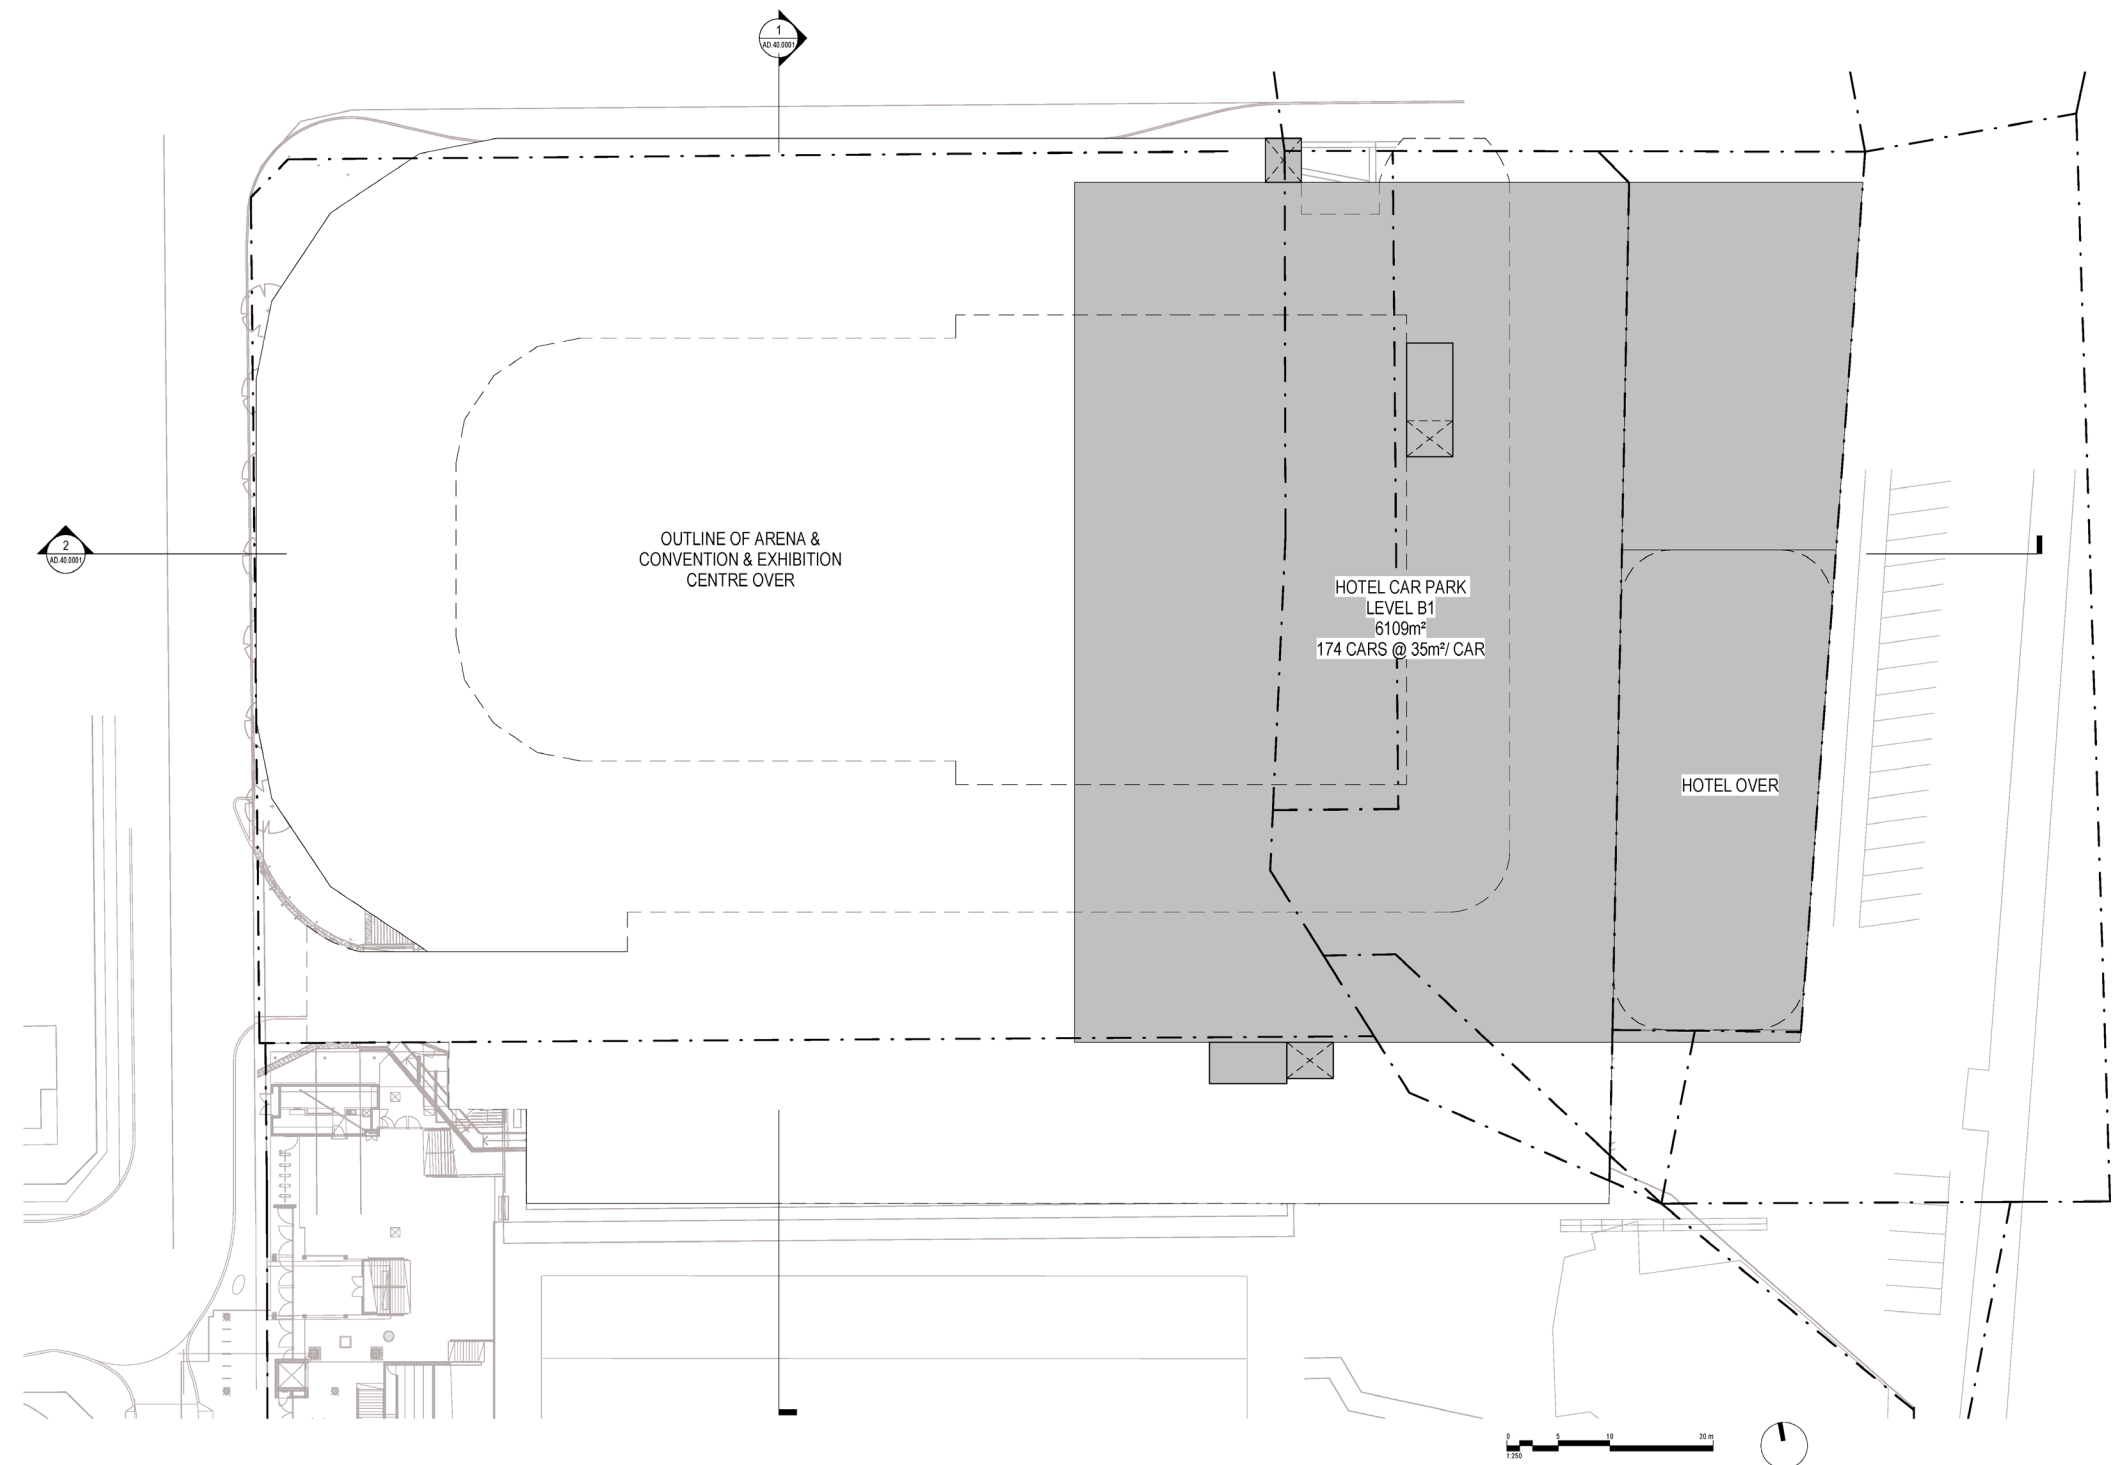 1
AD.40.0001
2
AD.40.0001
OUTLINE OF ARENA &
CONVENTION & EXHIBITION
CENTRE OVER
HOTEL CAR PARK
LEVEL B1
6109m²
174 CARS @ 35m²/ CAR
HOTEL OVER
0 5 10 20 m
1:250